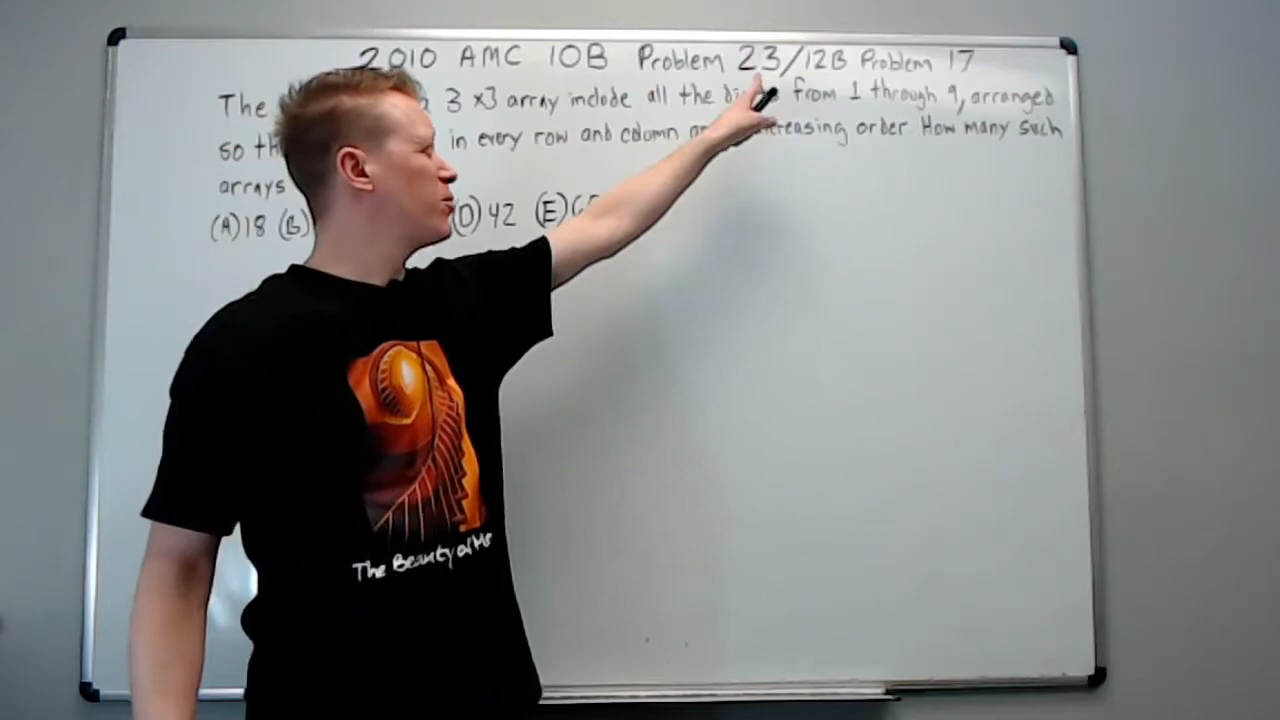 2010 AMC 10B Problem 23/12B Problem 17
The 3 x3 array include all the from 1 through 9, arranged
so in every row and column increasing order. How many such
arrays
(A) 18 (B) (D) 42 (E)
The Beauty of